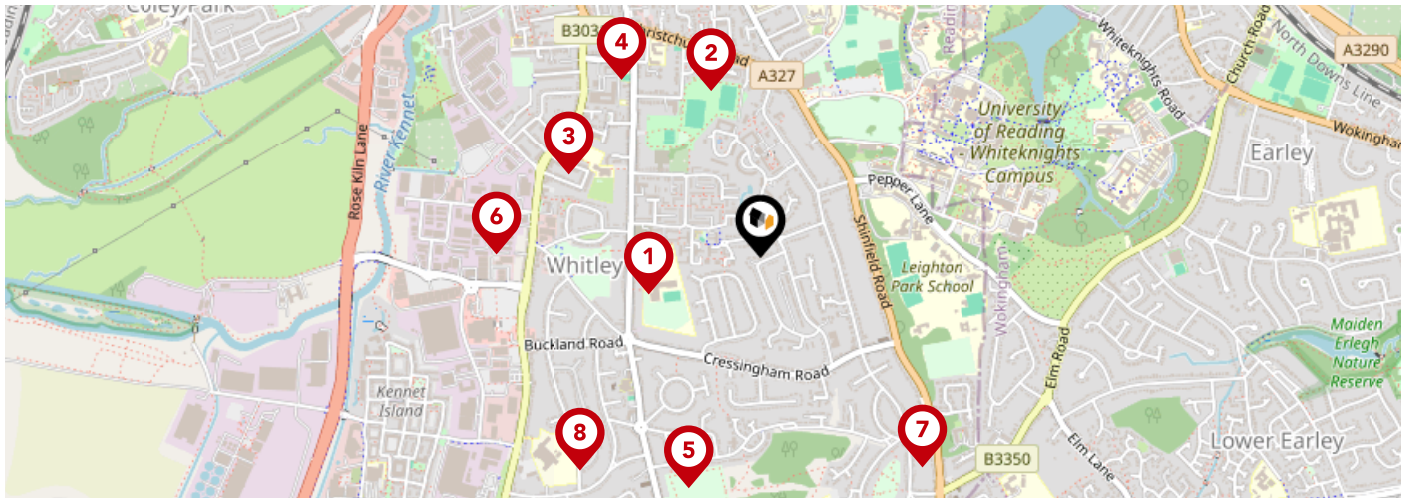 Coley Park
B303
Christchurch Road
A327
A3290
Whiteknights Road
Church Road
North Downs Line
Wokingham
Reading
River Kennet
Rose Kiln Lane
University
of Reading
Whiteknights
Campus
Earley
4
2
3
6
1
Pepper Lane
Shinfield Road
Whitley
Leighton
Park School
Wokingham
Buckland Road
Cressingham Road
Elm Road
Maiden
Erlegh
Nature
Reserve
Kennet
Island
8
5
7
B3350
Elm Lane
Lower Earley